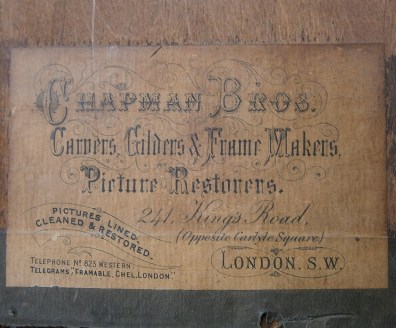 CHAPMAN BROS.
Carvers, Gilders & Frame Makers,
Picture Restorers.
PICTURES LINED
CLEANED & RESTORED.
241, Kings Road,
(Opposite Carlyle Square)
LONDON. S.W.
TELEPHONE No 823 WESTERN.
TELEGRAMS, "FRAMABLE, CHEL, LONDON."